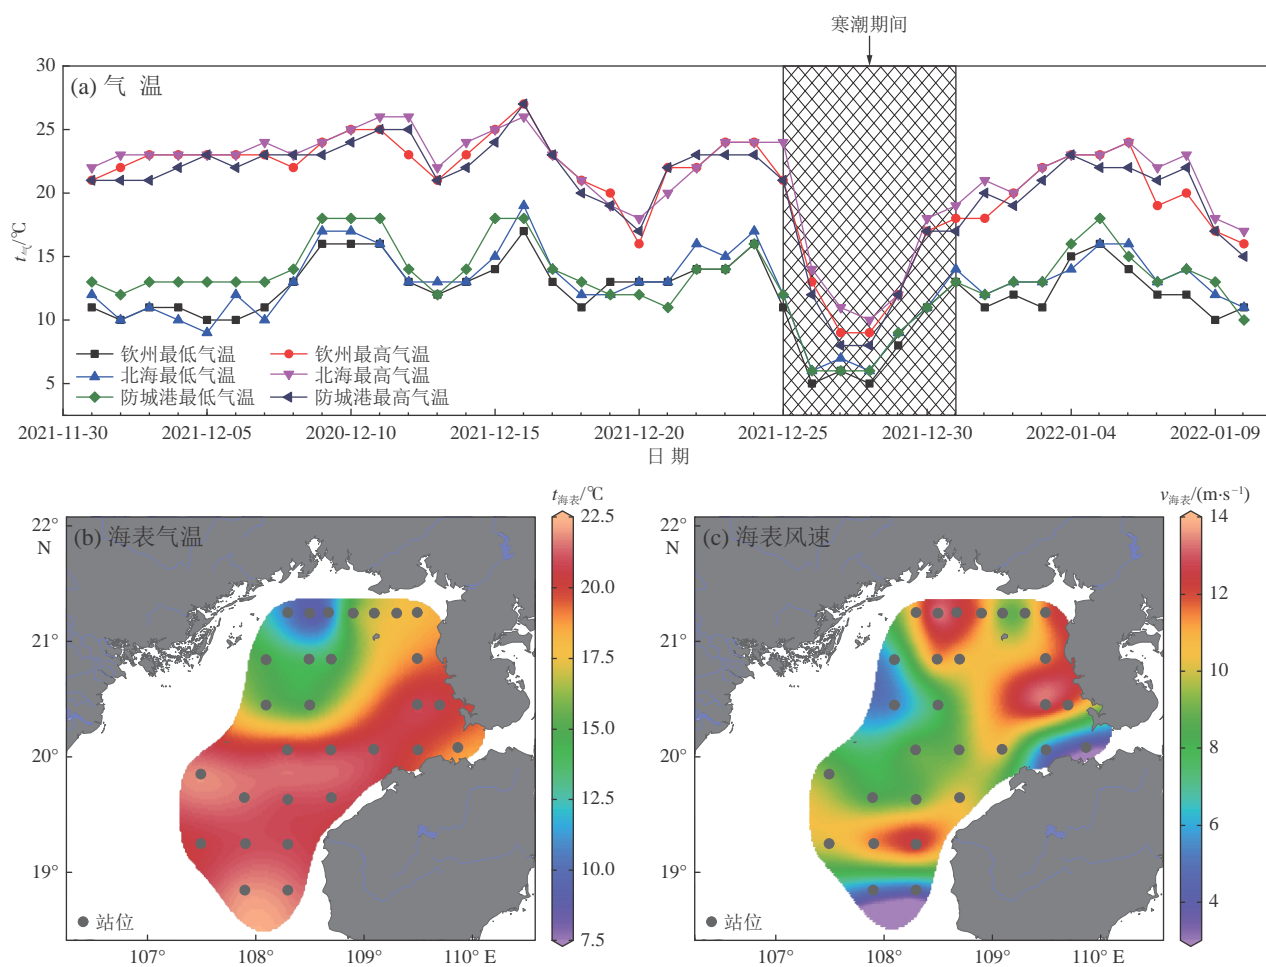 寒潮期间
(a) 气 温
30
25
20
15
10
5
t气/℃
钦州最低气温
钦州最高气温
北海最低气温
北海最高气温
防城港最低气温
防城港最高气温
2021-11-30
2021-12-05
2020-12-10
2021-12-15
2021-12-20
2021-12-25
2021-12-30
2022-01-04
2022-01-09
日 期
(b) 海表气温
t海表/℃
22°
N
21°
20°
19°
22.5
20.0
17.5
15.0
12.5
10.0
7.5
站位
107°
108°
109°
110° E
(c) 海表风速
v海表/(m·s⁻¹)
22°
N
21°
20°
19°
14
12
10
8
6
4
站位
107°
108°
109°
110° E